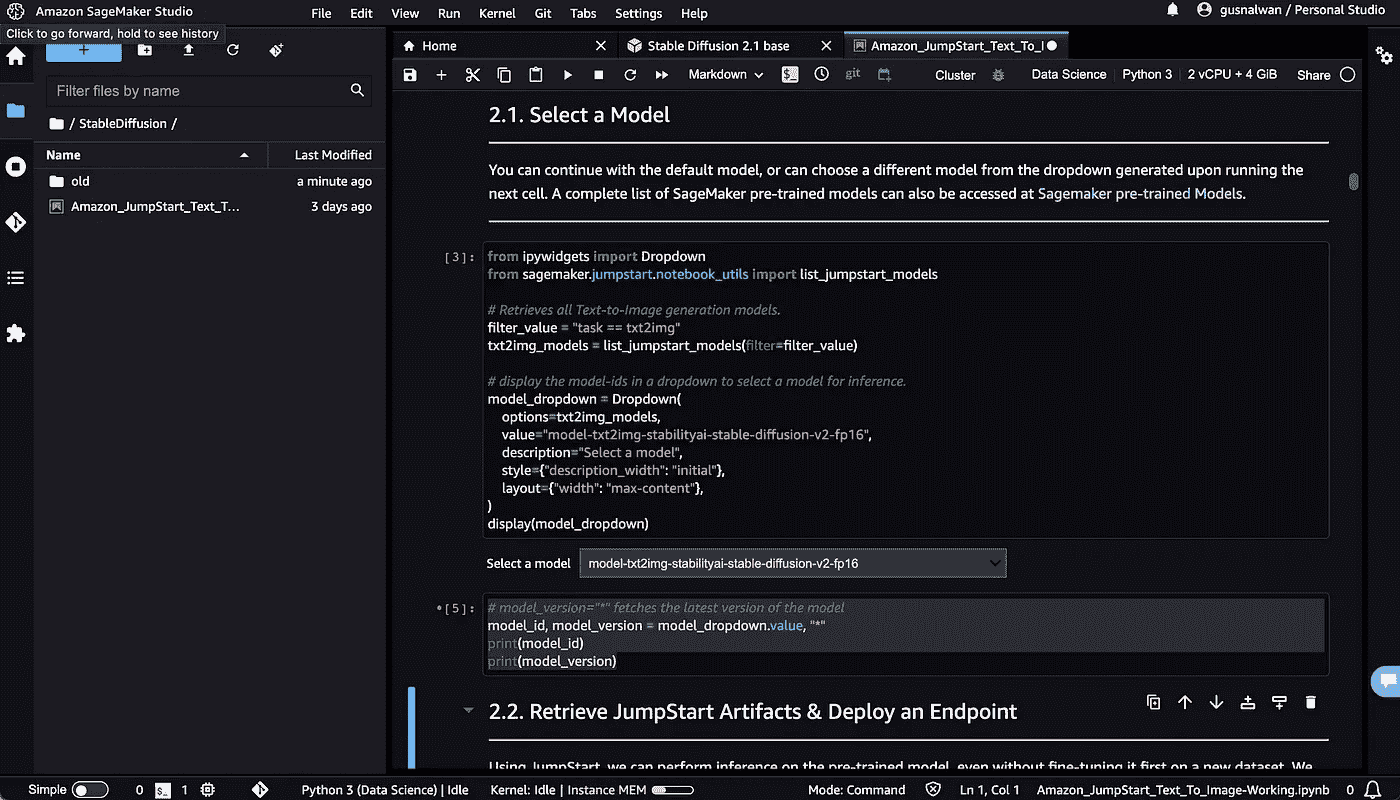 Amazon SageMaker Studio
File Edit View Run Kernel Git Tabs Settings Help
gusnalwan / Personal Studio
Click to go forward, hold to see history
+
Filter files by name
/ StableDiffusion /
Name Last Modified
old a minute ago
Amazon_JumpStart_Text_T... 3 days ago
Home Stable Diffusion 2.1 base Amazon_JumpStart_Text_To_I
Markdown git Cluster Data Science Python 3 2 vCPU + 4 GiB Share
2.1. Select a Model
You can continue with the default model, or can choose a different model from the dropdown generated upon running the
next cell. A complete list of SageMaker pre-trained models can also be accessed at Sagemaker pre-trained Models.
[3]: from ipywidgets import Dropdown
from sagemaker.jumpstart.notebook_utils import list_jumpstart_models
# Retrieves all Text-to-Image generation models.
filter_value = "task == txt2img"
txt2img_models = list_jumpstart_models(filter=filter_value)
# display the model-ids in a dropdown to select a model for inference.
model_dropdown = Dropdown(
options=txt2img_models,
value="model-txt2img-stabilityai-stable-diffusion-v2-fp16",
description="Select a model",
style={"description_width": "initial"},
layout={"width": "max-content"},
)
display(model_dropdown)
Select a model model-txt2img-stabilityai-stable-diffusion-v2-fp16
[5]: # model_version="*" fetches the latest version of the model
model_id, model_version = model_dropdown.value, "*"
print(model_id)
print(model_version)
2.2. Retrieve JumpStart Artifacts & Deploy an Endpoint
Using JumpStart, we can perform inference on the pre-trained model, even without fine-tuning it first on a new dataset. We
Simple 0 1 Python 3 (Data Science) | Idle Kernel: Idle | Instance MEM Mode: Command Ln 1, Col 1 Amazon_JumpStart_Text_To_Image-Working.ipynb 0